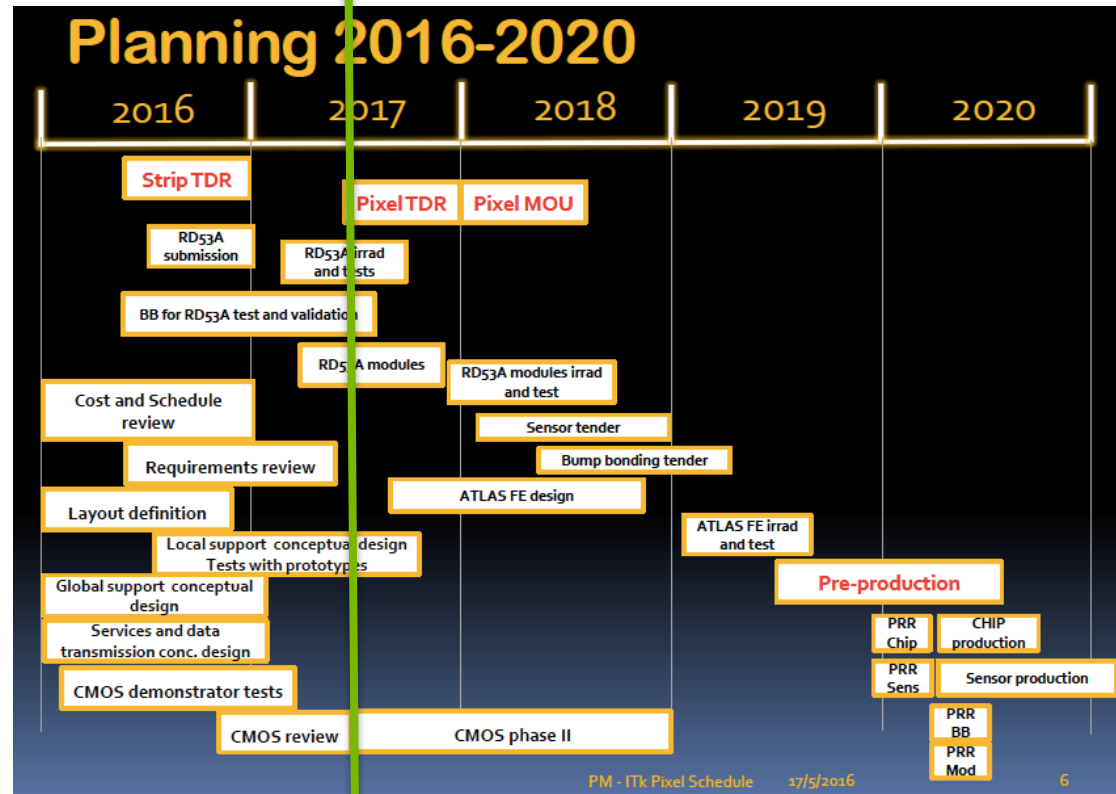 Planning 2016-2020
2016 2017 2018 2019 2020
Strip TDR
Pixel TDR
Pixel MOU
RD53A
submission
RD53A irrad
and tests
BB for RD53A test and validation
RD53A modules
RD53A modules irrad
and test
Cost and Schedule
review
Sensor tender
Requirements review
Bump bonding tender
ATLAS FE design
Layout definition
ATLAS FE irrad
and test
Local support conceptual design
Tests with prototypes
Pre-production
Global support conceptual
design
PRR
Chip
CHIP
production
Services and data
transmission conc. design
PRR
Sens
Sensor production
CMOS demonstrator tests
PRR
BB
CMOS review
CMOS phase II
PRR
Mod
PM - ITk Pixel Schedule 17/5/2016 6